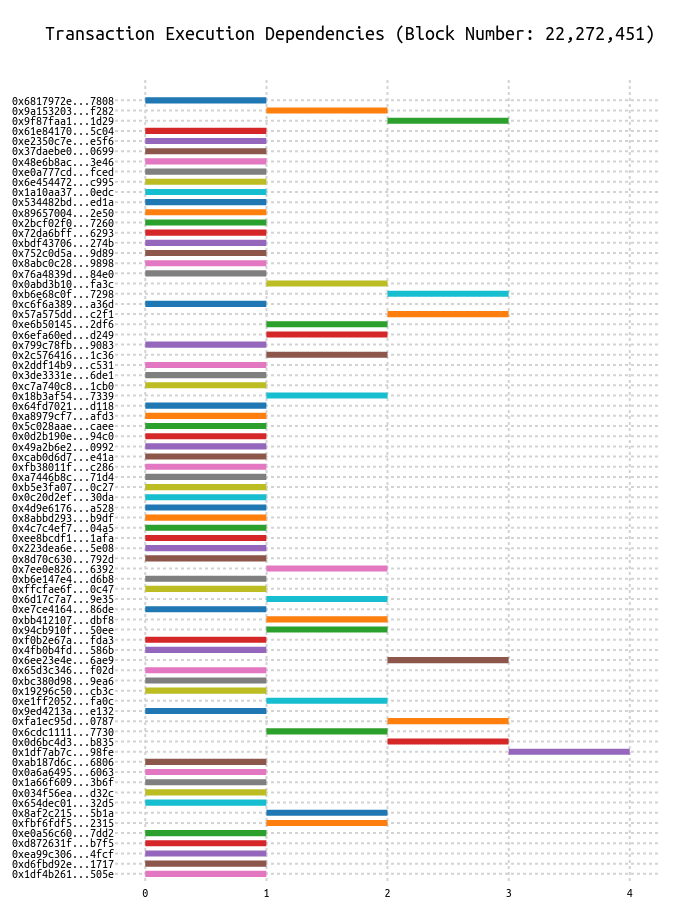 Transaction Execution Dependencies (Block Number: 22,272,451)
0x6817972e...7808
0x9a153203...f282
0x9f87faa1...1d29
0x61e84170...5c04
0xe2350c7e...e5f6
0x37daebe0...0699
0x48e6b8ac...3e46
0xe0a777cd...fced
0x6e454472...c995
0x1a10aa37...0edc
0x534482bd...ed1a
0x89657004...2e50
0x2bcf02f0...7260
0x72da6bff...6293
0xbdf43706...274b
0x752c0d5a...9d89
0x8abc0c28...9898
0x76a4839d...84e0
0x0abd3b10...fa3c
0xb6e68c0f...7298
0xc6f6a389...a36d
0x57a575dd...c2f1
0xe6b50145...2df6
0x6efa60ed...d249
0x799c78fb...9083
0x2c576416...1c36
0x2ddf14b9...c531
0x3de3331e...6de1
0xc7a740c8...1cb0
0x18b3af54...7339
0x64fd7021...d118
0xa8979cf7...afd3
0x5c028aae...caee
0x0d2b190e...94c0
0x49a2b6e2...0992
0xcab0d6d7...e41a
0xfb38011f...c286
0xa7446b8c...71d4
0xb5e3fa07...0c27
0x0c20d2ef...30da
0x4d9e6176...a528
0x8abbd293...b9df
0x4c7c4ef7...04a5
0xee8bcdf1...1afa
0x223dea6e...5e08
0x8d70c630...792d
0x7ee0e826...6392
0xb6e147e4...d6b8
0xffcfae6f...0c47
0x6d17c7a7...9e35
0xe7ce4164...86de
0xbb412107...dbf8
0x94cb910f...50ee
0xf0b2e67a...fda3
0x4fb0b4fd...586b
0x6ee23e4e...6ae9
0x65d3c346...f02d
0xbc380d98...9ea6
0x19296c50...cb3c
0xe1ff2052...fa0c
0x9ed4213a...e132
0xfa1ec95d...0787
0x6cdc1111...7730
0x0d6bc4d3...b835
0x1df7ab7c...98fe
0xab187d6c...6806
0x0a6a6495...6063
0x1a66f609...3b6f
0x034f56ea...d32c
0x654dec01...32d5
0x8af2c215...5b1a
0xfbf6fdf5...2315
0xe0a56c60...7dd2
0xd872631f...b7f5
0xea99c306...4fcf
0xd6fbd92e...1717
0x1df4b261...505e
0 1 2 3 4